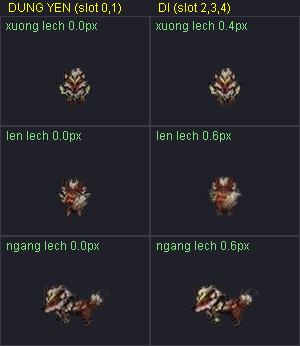 DUNG YEN (slot 0,1) DI (slot 2,3,4)
xuong lech 0.0px xuong lech 0.4px
len lech 0.0px len lech 0.6px
ngang lech 0.0px ngang lech 0.6px